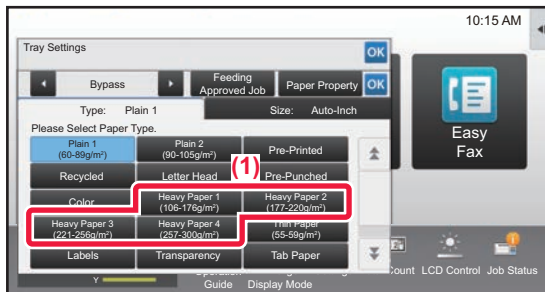 10:15 AM
Tray Settings
OK
Bypass
Feeding
Approved Job
Paper Property
OK
Type: Plain 1
Size: Auto-Inch
Please Select Paper Type.
Plain 1
(60-89g/m²)
Plain 2
(90-105g/m²)
Pre-Printed
Recycled
Letter Head
(1)
Pre-Punched
Color
Heavy Paper 1
(106-176g/m²)
Heavy Paper 2
(177-220g/m²)
Heavy Paper 3
(221-256g/m²)
Heavy Paper 4
(257-300g/m²)
Thin Paper
(55-59g/m²)
Labels
Transparency
Tab Paper
Easy
Fax
Y
Guide
Display Mode
Count
LCD Control
Job Status